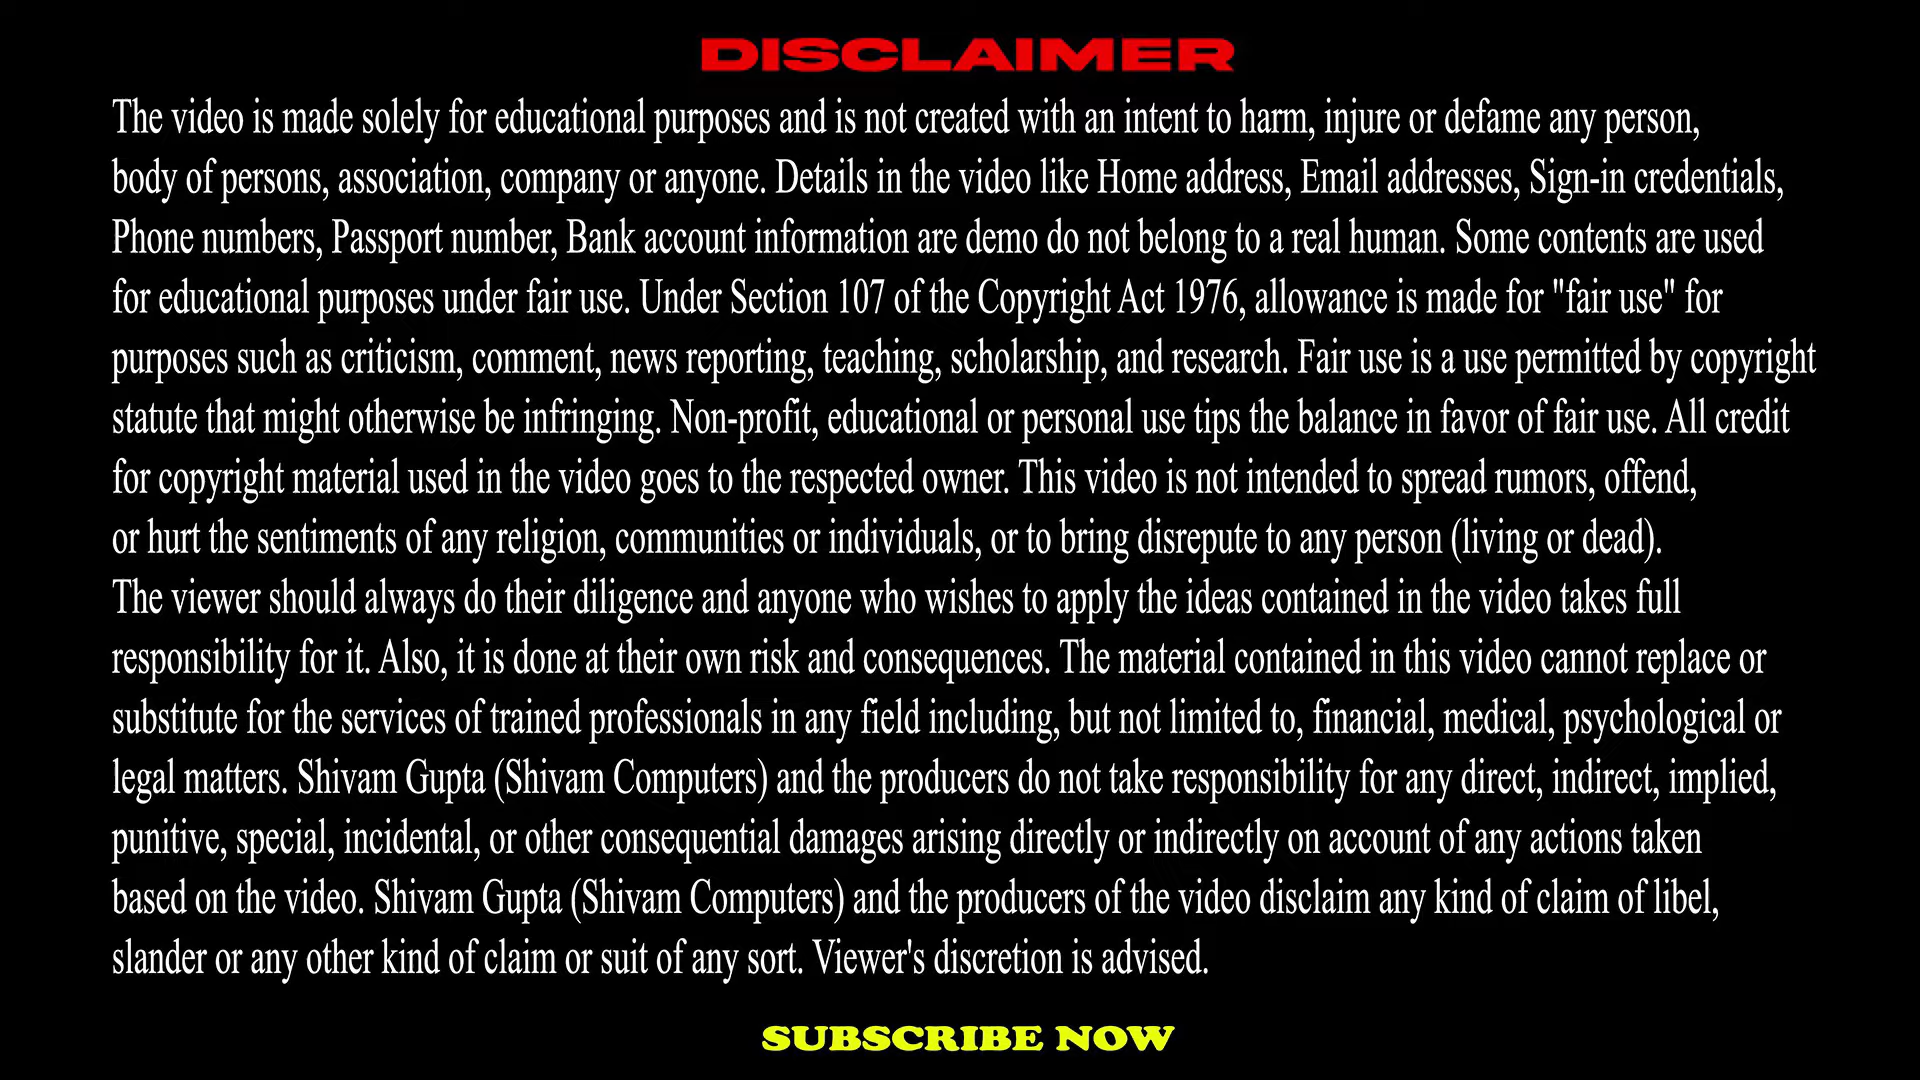 DISCLAIMER
The video is made solely for educational purposes and is not created with an intent to harm, injure or defame any person,
body of persons, association, company or anyone. Details in the video like Home address, Email addresses, Sign-in credentials,
Phone numbers, Passport number, Bank account information are demo do not belong to a real human. Some contents are used
for educational purposes under fair use. Under Section 107 of the Copyright Act 1976, allowance is made for "fair use" for
purposes such as criticism, comment, news reporting, teaching, scholarship, and research. Fair use is a use permitted by copyright
statute that might otherwise be infringing. Non-profit, educational or personal use tips the balance in favor of fair use. All credit
for copyright material used in the video goes to the respected owner. This video is not intended to spread rumors, offend,
or hurt the sentiments of any religion, communities or individuals, or to bring disrepute to any person (living or dead).
The viewer should always do their diligence and anyone who wishes to apply the ideas contained in the video takes full
responsibility for it. Also, it is done at their own risk and consequences. The material contained in this video cannot replace or
substitute for the services of trained professionals in any field including, but not limited to, financial, medical, psychological or
legal matters. Shivam Gupta (Shivam Computers) and the producers do not take responsibility for any direct, indirect, implied,
punitive, special, incidental, or other consequential damages arising directly or indirectly on account of any actions taken
based on the video. Shivam Gupta (Shivam Computers) and the producers of the video disclaim any kind of claim of libel,
slander or any other kind of claim or suit of any sort. Viewer's discretion is advised.
SUBSCRIBE NOW